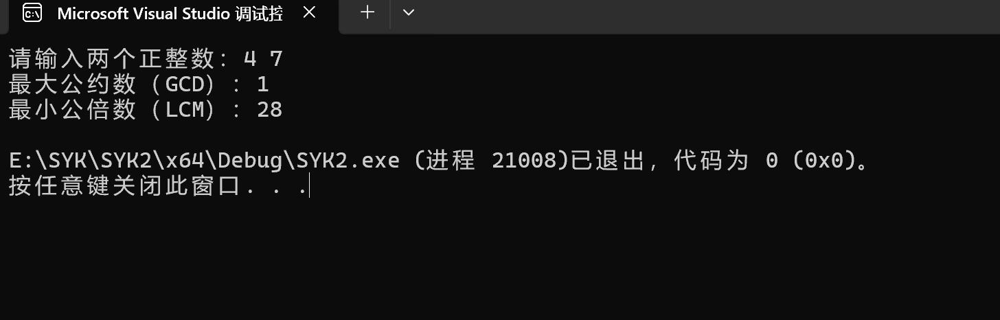 Microsoft Visual Studio 调试控
请输入两个正整数：4 7
最大公约数（GCD）：1
最小公倍数（LCM）：28
E:\SYK\SYK2\x64\Debug\SYK2.exe (进程 21008)已退出，代码为 0 (0x0)。
按任意键关闭此窗口. . .